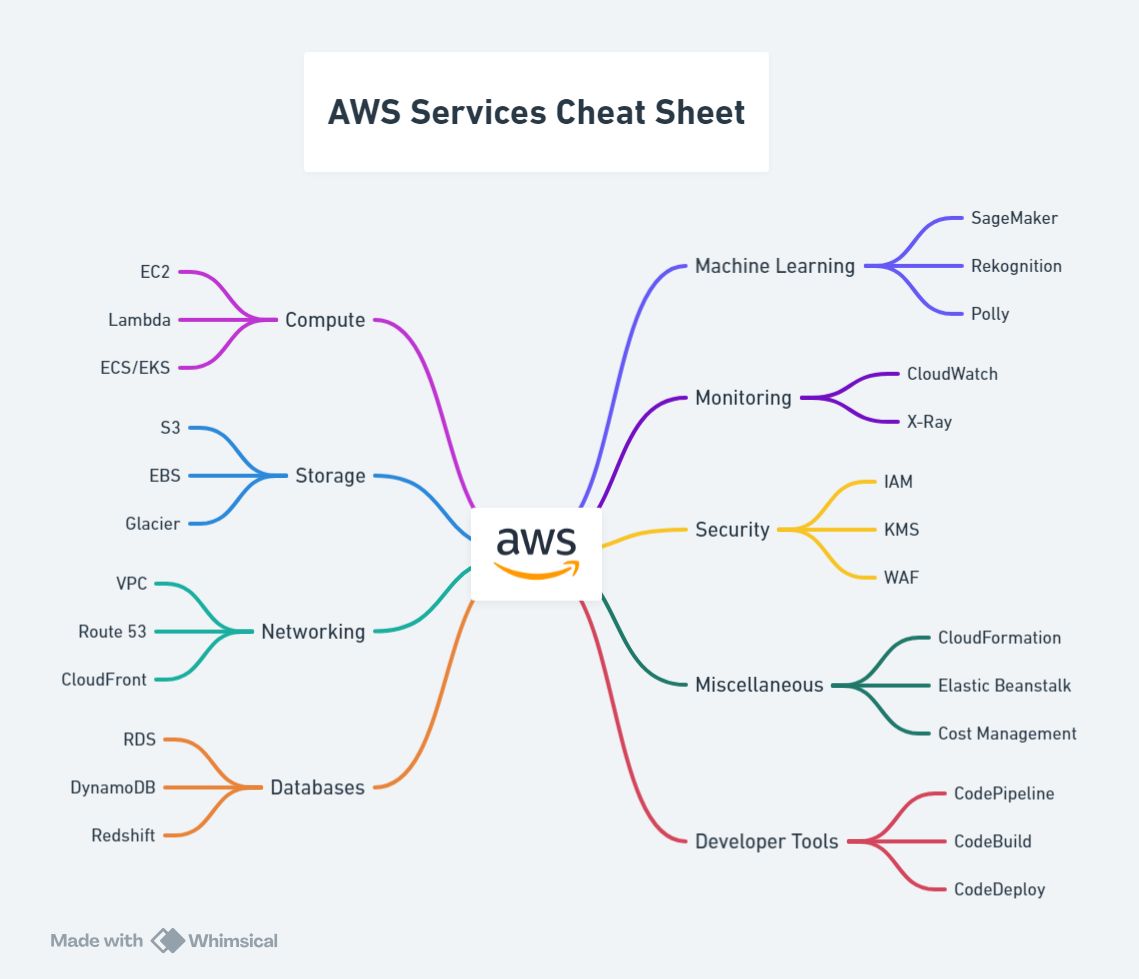 AWS Services Cheat Sheet
Compute
EC2
Lambda
ECS/EKS
Storage
S3
EBS
Glacier
Networking
VPC
Route 53
CloudFront
Databases
RDS
DynamoDB
Redshift
aws
Machine Learning
SageMaker
Rekognition
Polly
Monitoring
CloudWatch
X-Ray
Security
IAM
KMS
WAF
Miscellaneous
CloudFormation
Elastic Beanstalk
Cost Management
Developer Tools
CodePipeline
CodeBuild
CodeDeploy
Made with Whimsical